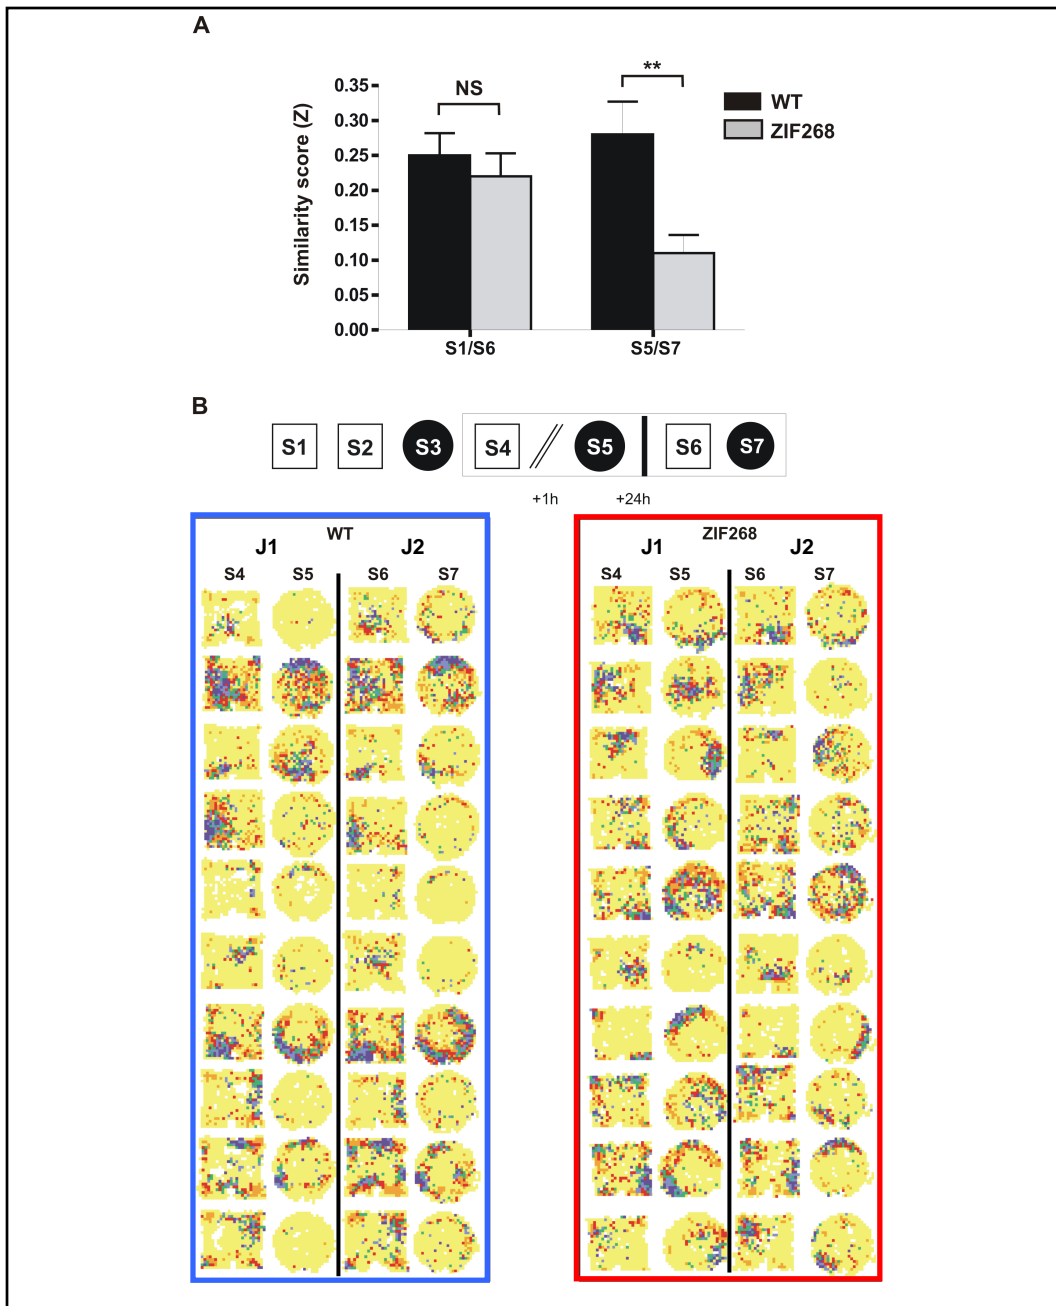 A
Similarity score (Z)
0.35
0.30
0.25
0.20
0.15
0.10
0.05
0.00
NS
**
WT
ZIF268
S1/S6
S5/S7
B
S1 S2 S3 S4 S5 S6 S7
+1h +24h
WT
J1 J2
S4 S5 S6 S7
ZIF268
J1 J2
S4 S5 S6 S7